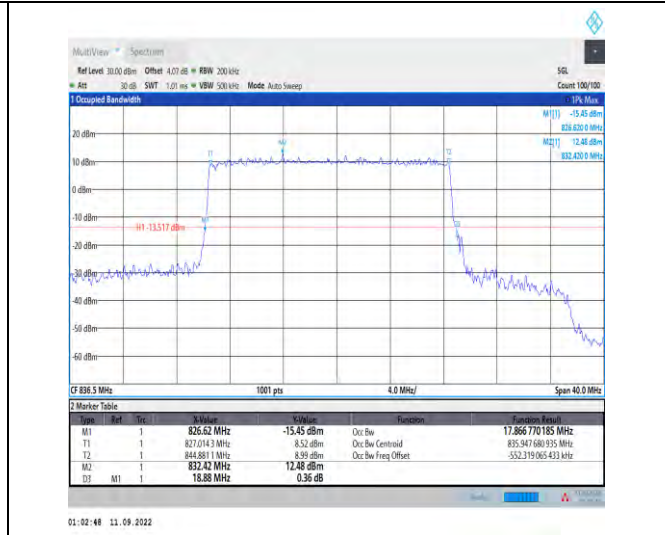 MultiView Spectrum
Ref Level 30.00 dBm Offset 4.07 dB RBW 200 kHz SGL
Att 30 dB SWT 1.01 ms VBW 500 kHz Mode Auto Sweep Count 100/100
1 Occupied Bandwidth 1Pk Max
M1[1] -15.45 dBm
826.620 0 MHz
M2[1] 12.48 dBm
832.420 0 MHz
20 dBm
M2
T1
T2
10 dBm
0 dBm
-10 dBm
M1
H1 -13.517 dBm
D3
-20 dBm
-30 dBm
-40 dBm
-50 dBm
-60 dBm
CF 836.5 MHz 1001 pts 4.0 MHz/ Span 40.0 MHz
2 Marker Table
Type Ref Trc X-Value Y-Value Function Function Result
M1 1 826.62 MHz -15.45 dBm Occ Bw 17.866 770 185 MHz
T1 1 827.014 3 MHz 8.52 dBm Occ Bw Centroid 835.947 680 935 MHz
T2 1 844.881 1 MHz 8.99 dBm Occ Bw Freq Offset -552.319 065 433 kHz
M2 1 832.42 MHz 12.48 dBm
D3 M1 1 18.88 MHz 0.36 dB
01:02:48 11.09.2022